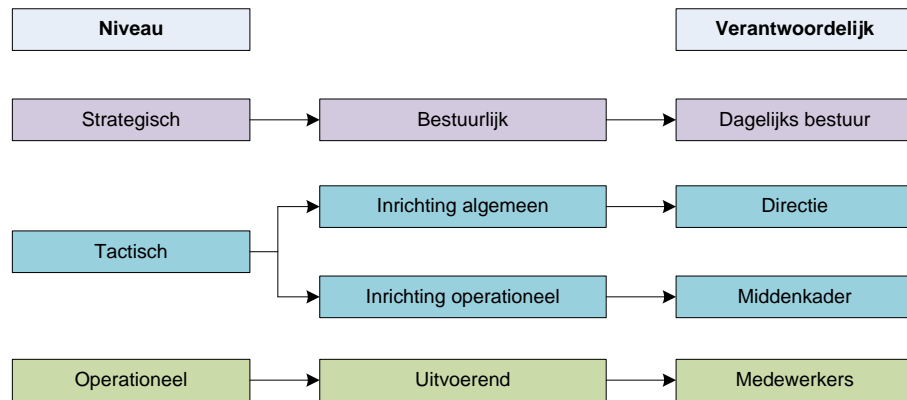 Niveau
Verantwoordelijk
Strategisch
Bestuurlijk
Dagelijks bestuur
Tactisch
Inrichting algemeen
Directie
Inrichting operationeel
Middenkader
Operationeel
Uitvoerend
Medewerkers